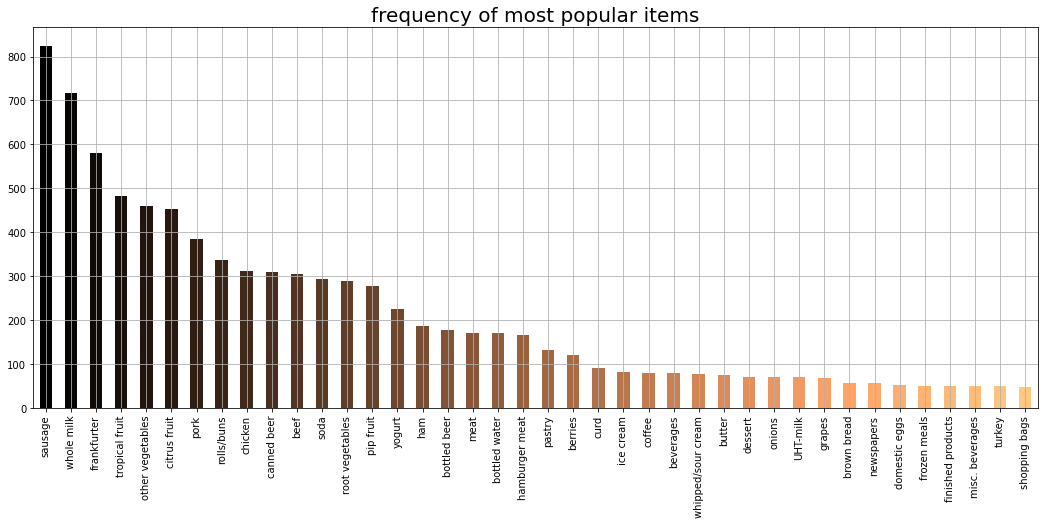 frequency of most popular items
800
700
600
500
400
300
200
100
0
sausage
whole milk
frankfurter
tropical fruit
other vegetables
citrus fruit
pork
rolls/buns
chicken
canned beer
beef
soda
root vegetables
pip fruit
yogurt
ham
bottled beer
meat
bottled water
hamburger meat
pastry
berries
curd
ice cream
coffee
beverages
whipped/sour cream
butter
dessert
onions
UHT-milk
grapes
brown bread
newspapers
domestic eggs
frozen meals
finished products
misc. beverages
turkey
shopping bags